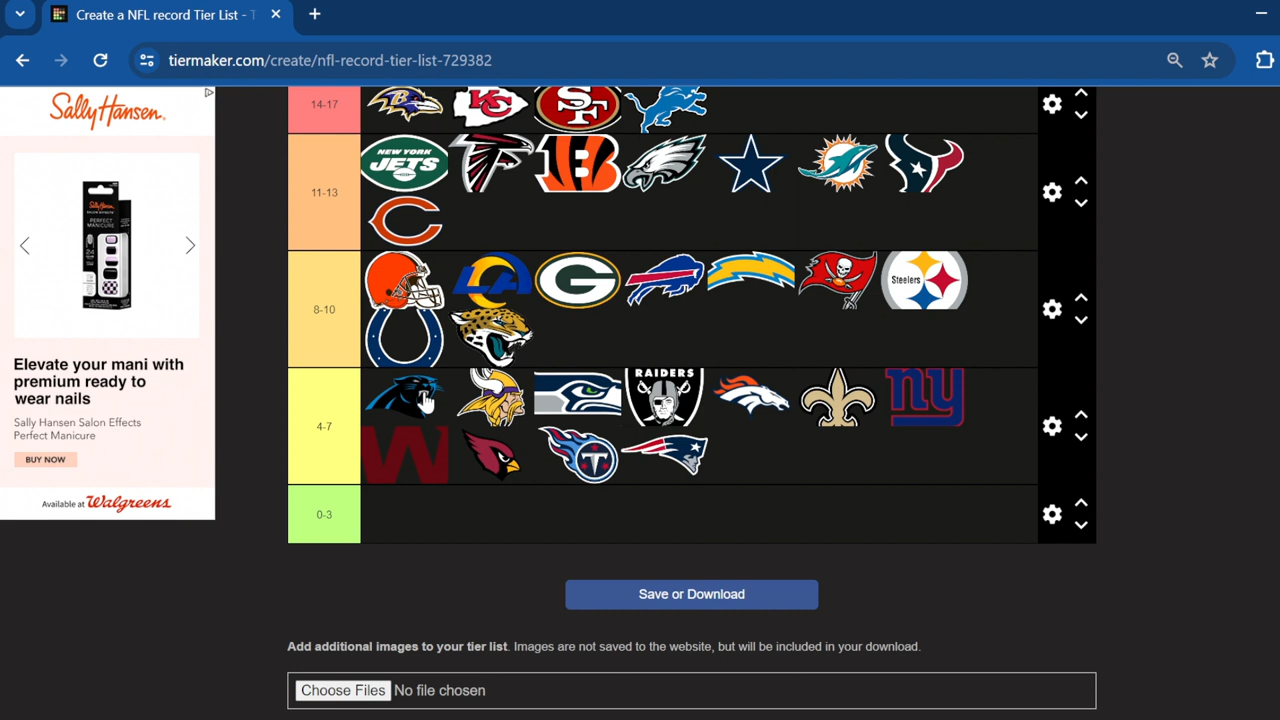 Create a NFL record Tier List - T
tiermaker.com/create/nfl-record-tier-list-729382
SALLY HANSEN.
Elevate your mani with
premium ready to
wear nails
Sally Hansen Salon Effects
Perfect Manicure
BUY NOW
Available at Walgreens
14-17
11-13
NEW YORK
JETS
8-10
LA
G
Steelers
4-7
RAIDERS
ny
W
0-3
Save or Download
Add additional images to your tier list. Images are not saved to the website, but will be included in your download.
Choose Files No file chosen